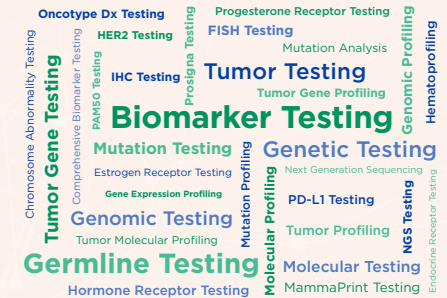 Oncotype Dx Testing
Progesterone Receptor Testing
HER2 Testing
FISH Testing
Mutation Analysis
IHC Testing
Tumor Testing
Tumor Gene Profiling
Biomarker Testing
Mutation Testing
Genetic Testing
Estrogen Receptor Testing
Next Generation Sequencing
Gene Expression Profiling
PD-L1 Testing
Genomic Testing
Tumor Profiling
Tumor Molecular Profiling
Germline Testing
Molecular Testing
Hormone Receptor Testing
MammaPrint Testing
Chromosome Abnormality Testing
Tumor Gene Testing
Comprehensive Biomarker Testing
PAM50 Testing
Prosigna Testing
Mutation Profiling
Molecular Profiling
Genomic Profiling
Hematoprofiling
NGS Testing
Endocrine Receptor Testing